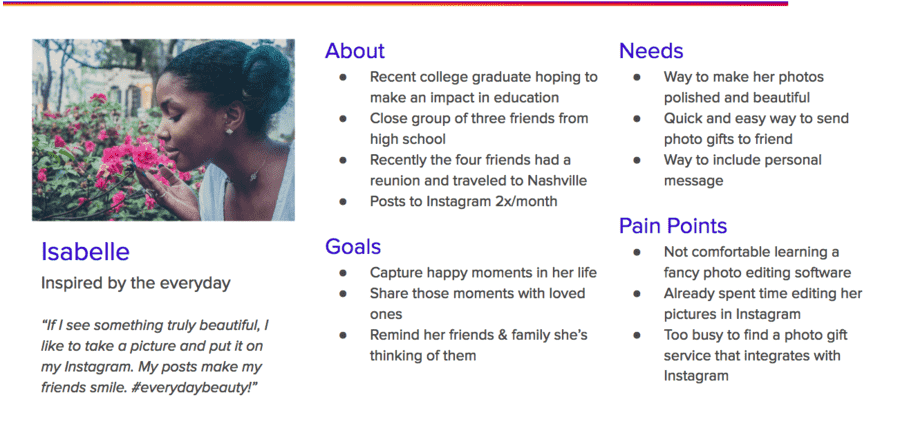 Isabelle
Inspired by the everyday
“If I see something truly beautiful, I
like to take a picture and put it on
my Instagram. My posts make my
friends smile. #everydaybeauty!”
About
● Recent college graduate hoping to
make an impact in education
● Close group of three friends from
high school
● Recently the four friends had a
reunion and traveled to Nashville
● Posts to Instagram 2x/month
Goals
● Capture happy moments in her life
● Share those moments with loved
ones
● Remind her friends & family she’s
thinking of them
Needs
● Way to make her photos
polished and beautiful
● Quick and easy way to send
photo gifts to friend
● Way to include personal
message
Pain Points
● Not comfortable learning a
fancy photo editing software
● Already spent time editing her
pictures in Instagram
● Too busy to find a photo gift
service that integrates with
Instagram